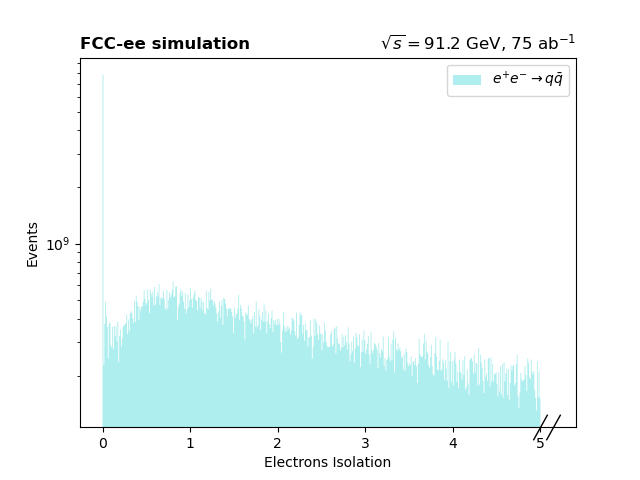 FCC-ee simulation √s = 91.2 GeV, 75 ab⁻¹
e⁺e⁻ → qq̄
10⁹
Events
0 1 2 3 4 5
Electrons Isolation